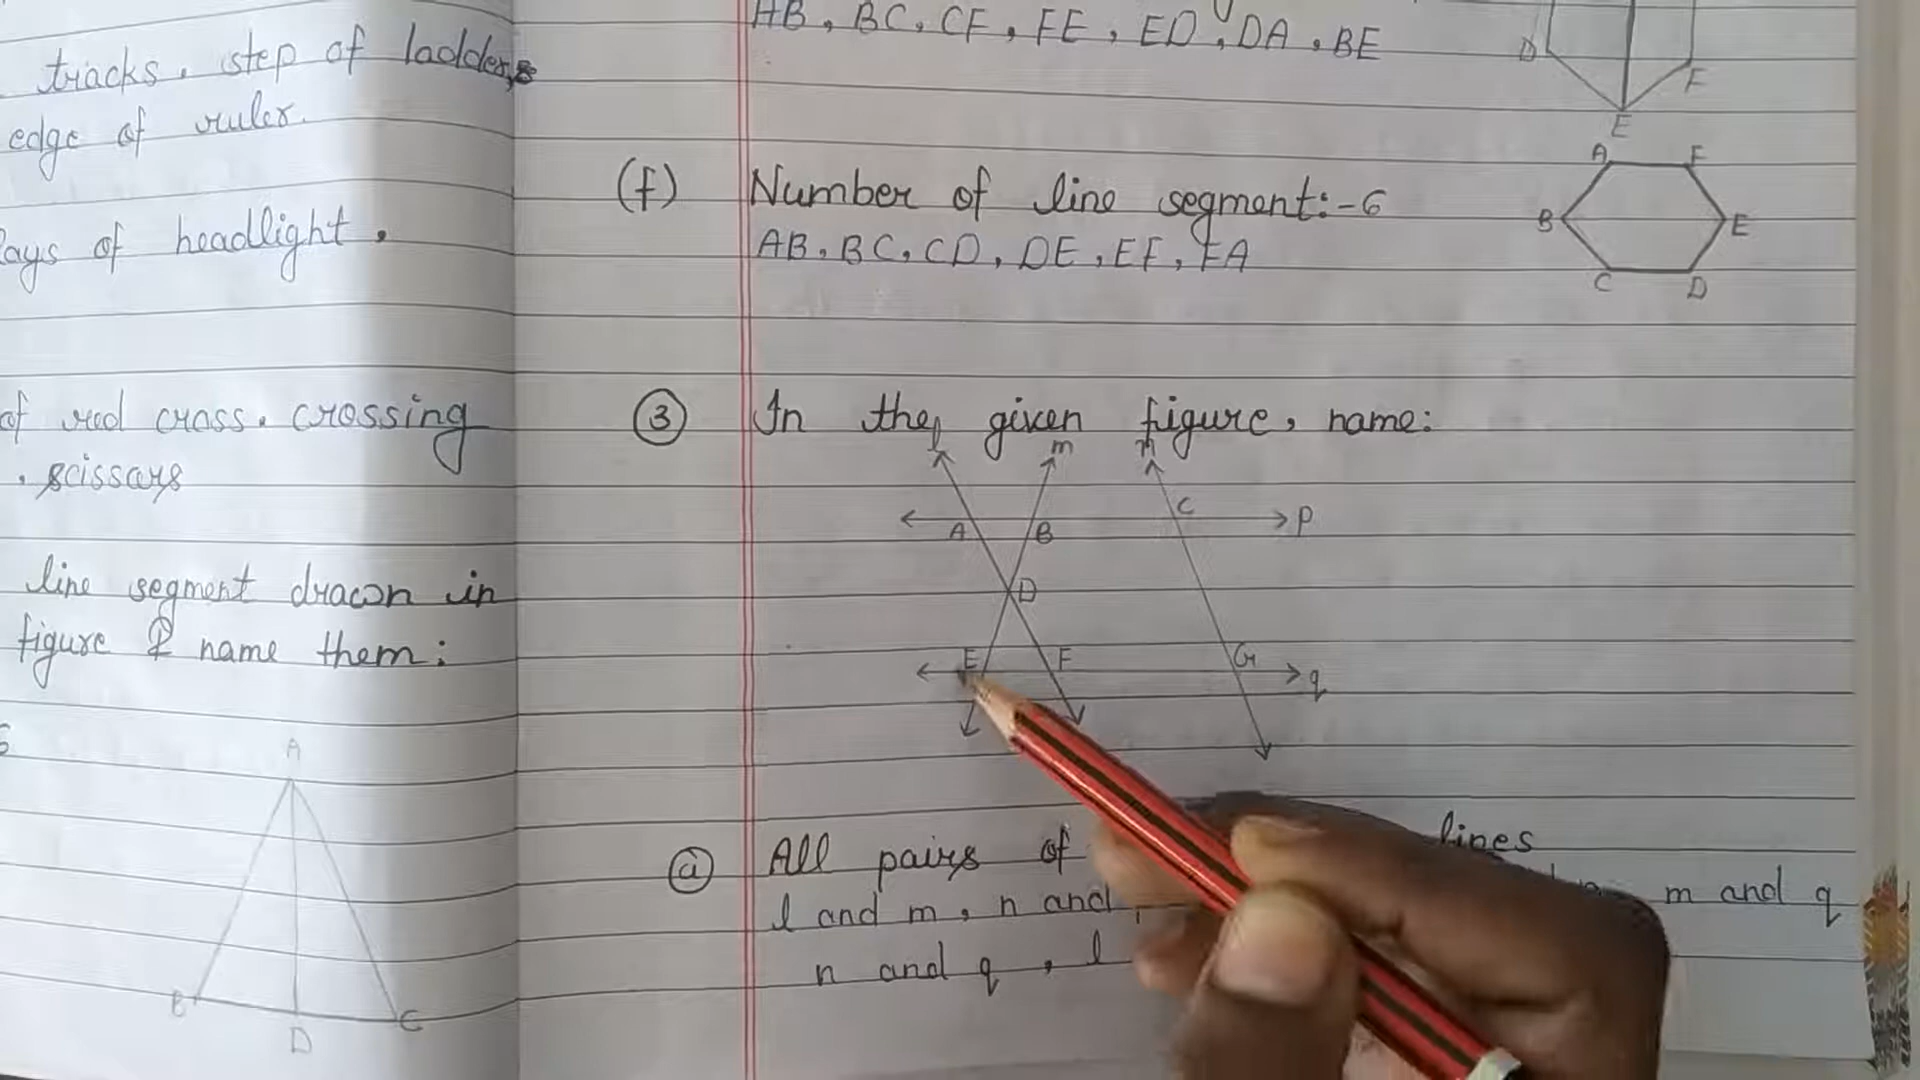 tracks, step of ladders
edge of ruler.
ays of headlight,
of red cross, crossing
, scissors
line segment drawn in
figure & name them:
A
B
D
C
AB, BC, CF, FE, ED, DA, BE
D
F
E
(f) Number of line segment:-6
AB, BC, CD, DE, EF, FA
A F
B E
C D
③ In the given figure, name:
l m n
A B C p
D
E F G q
ⓐ All pairs of lines
l and m, n and m and q
n and q, l